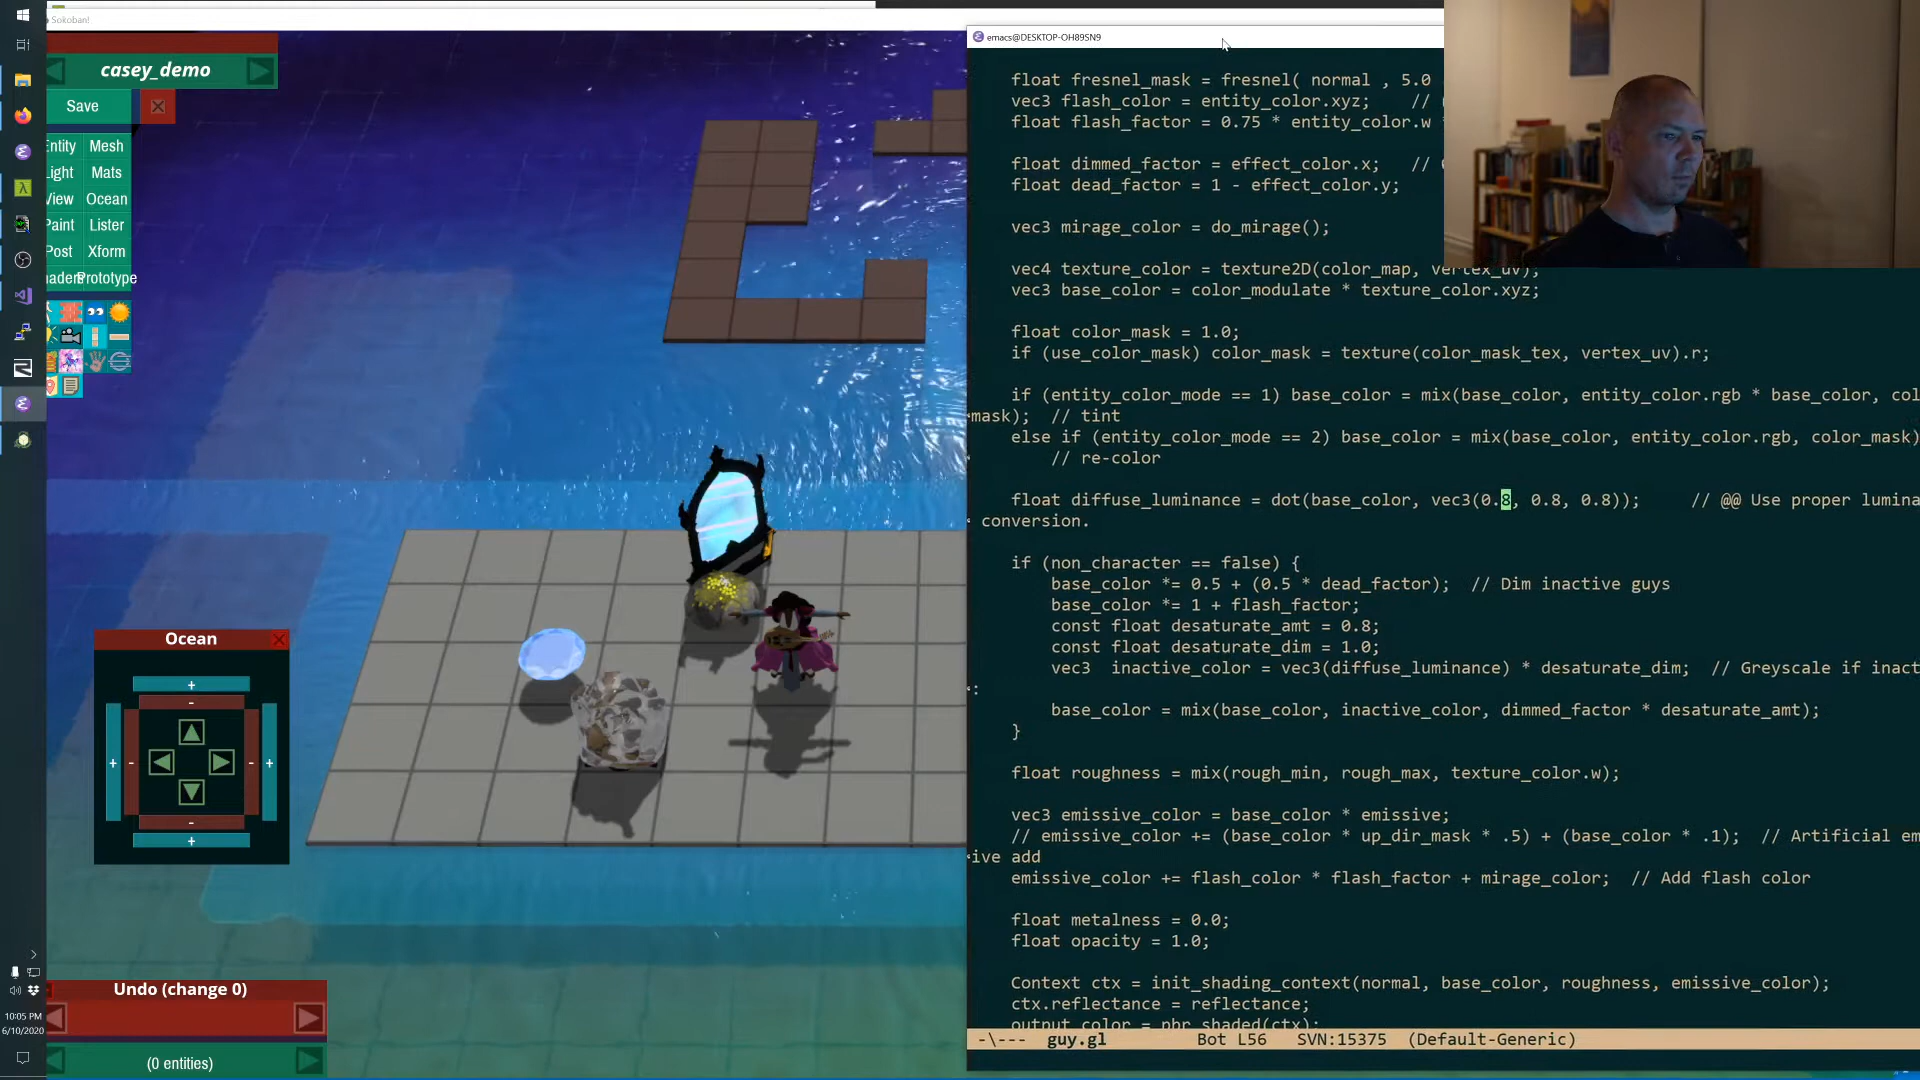 Sokoban!
casey_demo
Save
Entity Mesh
Light Mats
View Ocean
Paint Lister
Post Xform
Prototype
Ocean
+
-
+ - - +
-
+
Undo (change 0)
(0 entities)
10:05 PM
6/10/2020
emacs@DESKTOP-OH89SN9
float fresnel_mask = fresnel( normal , 5.0
vec3 flash_color = entity_color.xyz; //
float flash_factor = 0.75 * entity_color.w
float dimmed_factor = effect_color.x; //
float dead_factor = 1 - effect_color.y;
vec3 mirage_color = do_mirage();
vec4 texture_color = texture2D(color_map, vertex_uv);
vec3 base_color = color_modulate * texture_color.xyz;
float color_mask = 1.0;
if (use_color_mask) color_mask = texture(color_mask_tex, vertex_uv).r;
if (entity_color_mode == 1) base_color = mix(base_color, entity_color.rgb * base_color, col
mask); // tint
else if (entity_color_mode == 2) base_color = mix(base_color, entity_color.rgb, color_mask)
// re-color
float diffuse_luminance = dot(base_color, vec3(0.8, 0.8, 0.8)); // @@ Use proper lumina
conversion.
if (non_character == false) {
base_color *= 0.5 + (0.5 * dead_factor); // Dim inactive guys
base_color *= 1 + flash_factor;
const float desaturate_amt = 0.8;
const float desaturate_dim = 1.0;
vec3 inactive_color = vec3(diffuse_luminance) * desaturate_dim; // Greyscale if inact
:
base_color = mix(base_color, inactive_color, dimmed_factor * desaturate_amt);
}
float roughness = mix(rough_min, rough_max, texture_color.w);
vec3 emissive_color = base_color * emissive;
// emissive_color += (base_color * up_dir_mask * .5) + (base_color * .1); // Artificial em
ive add
emissive_color += flash_color * flash_factor + mirage_color; // Add flash color
float metalness = 0.0;
float opacity = 1.0;
Context ctx = init_shading_context(normal, base_color, roughness, emissive_color);
ctx.reflectance = reflectance;
output_color = pbr_shaded(ctx);
-\--- guy.gl Bot L56 SVN:15375 (Default-Generic)